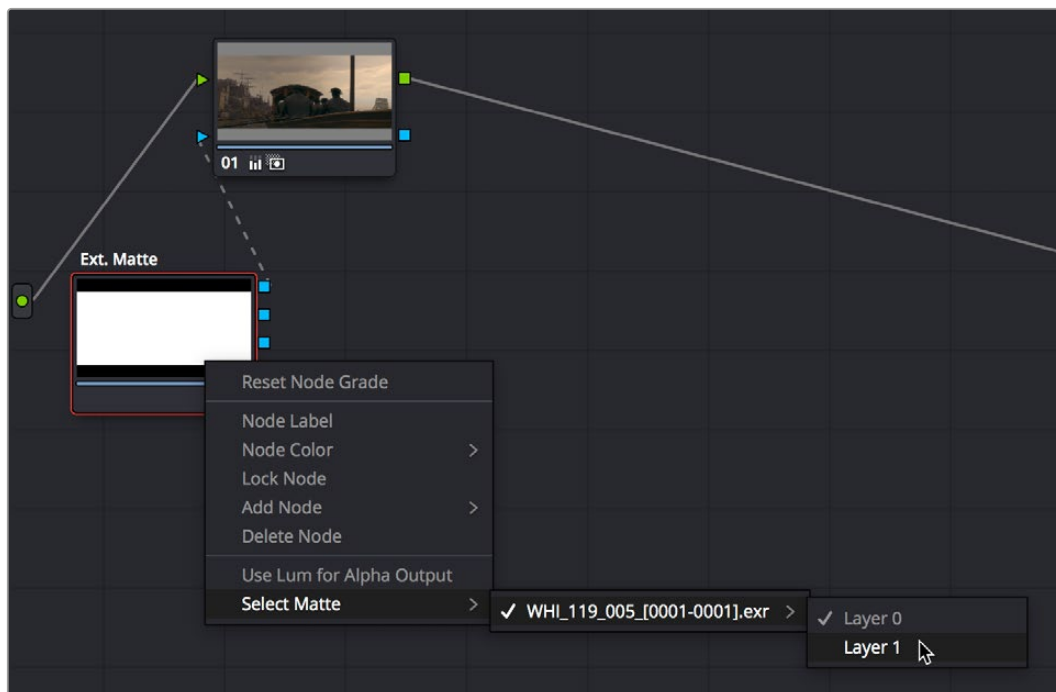 01
Ext. Matte
Reset Node Grade
Node Label
Node Color
Lock Node
Add Node
Delete Node
Use Lum for Alpha Output
Select Matte
WHI_119_005_[0001-0001].exr
Layer 0
Layer 1